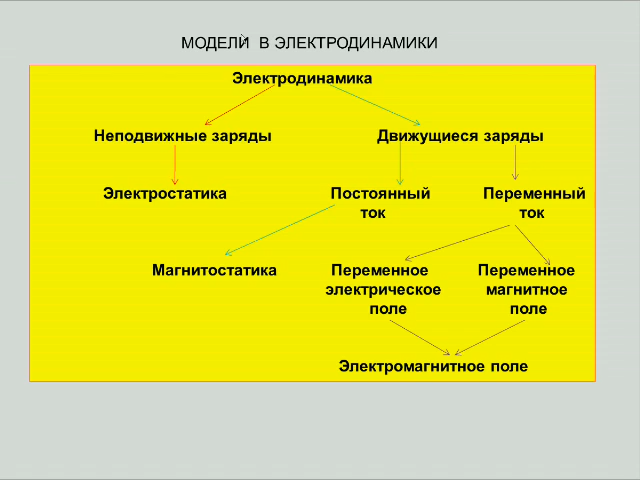 МОДЕЛИ В ЭЛЕКТРОДИНАМИКИ
Электродинамика
Неподвижные заряды
Движущиеся заряды
Электростатика
Постоянный
ток
Переменный
ток
Магнитостатика
Переменное
электрическое
поле
Переменное
магнитное
поле
Электромагнитное поле